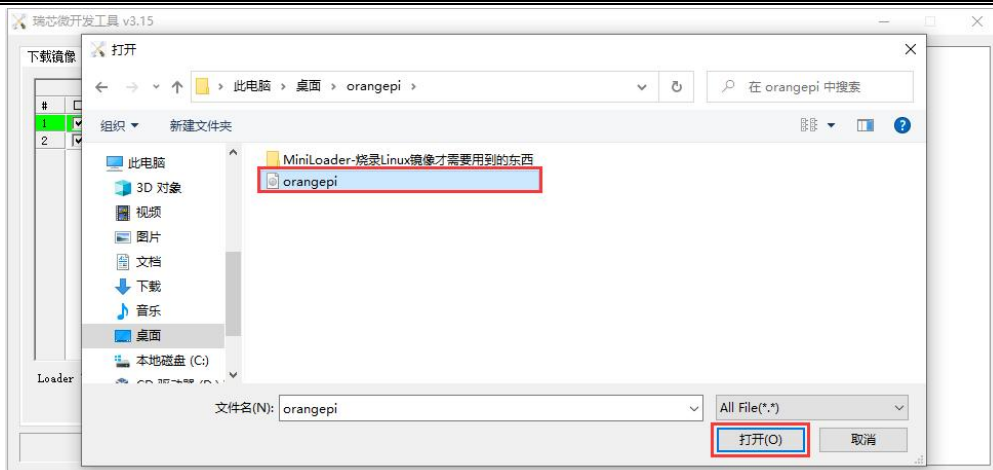 瑞芯微开发工具 v3.15
下载镜像
打开
此电脑 › 桌面 › orangepi ›
在 orangepi 中搜索
组织
新建文件夹
#
1
2
此电脑
3D 对象
视频
图片
文档
下载
音乐
桌面
本地磁盘 (C:)
MiniLoader-烧录Linux镜像才需要用到的东西
orangepi
Loader
文件名(N):
orangepi
All File(*.*)
打开(O)
取消